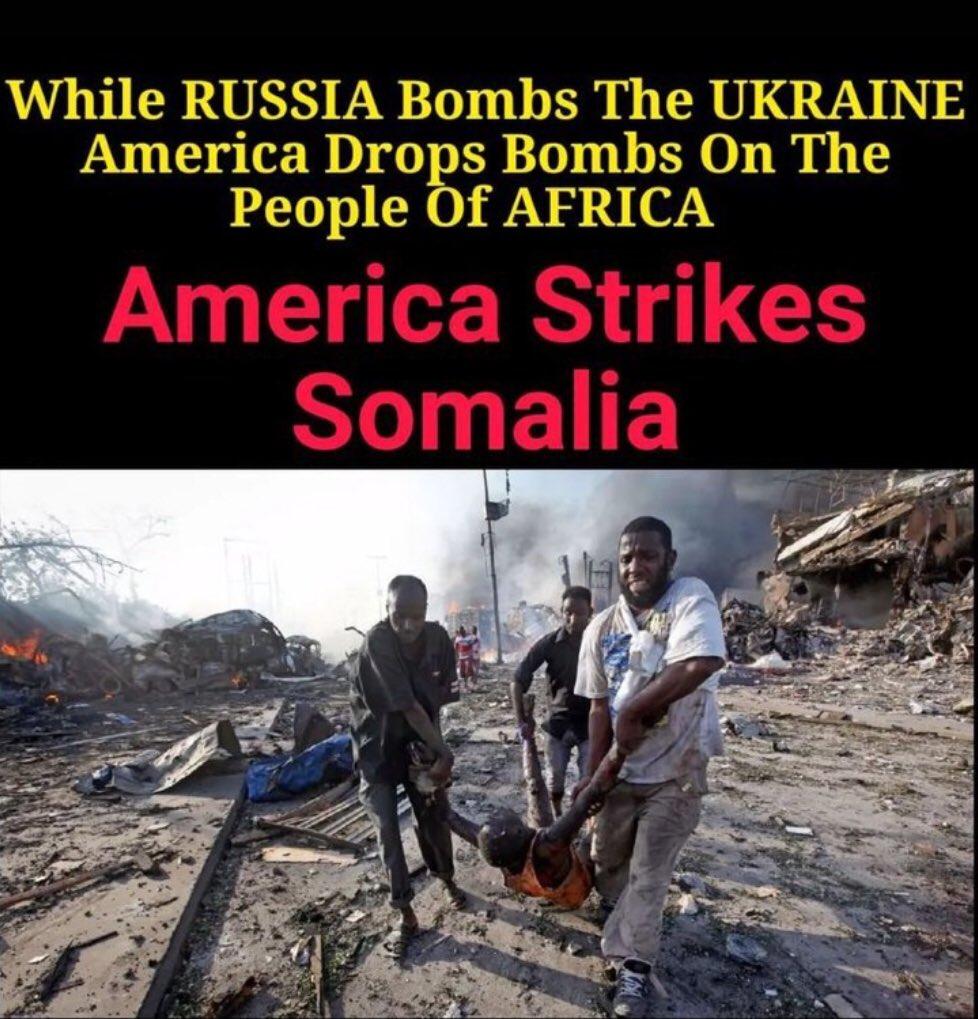 While RUSSIA Bombs The UKRAINE
America Drops Bombs On The
People Of AFRICA
America Strikes
Somalia